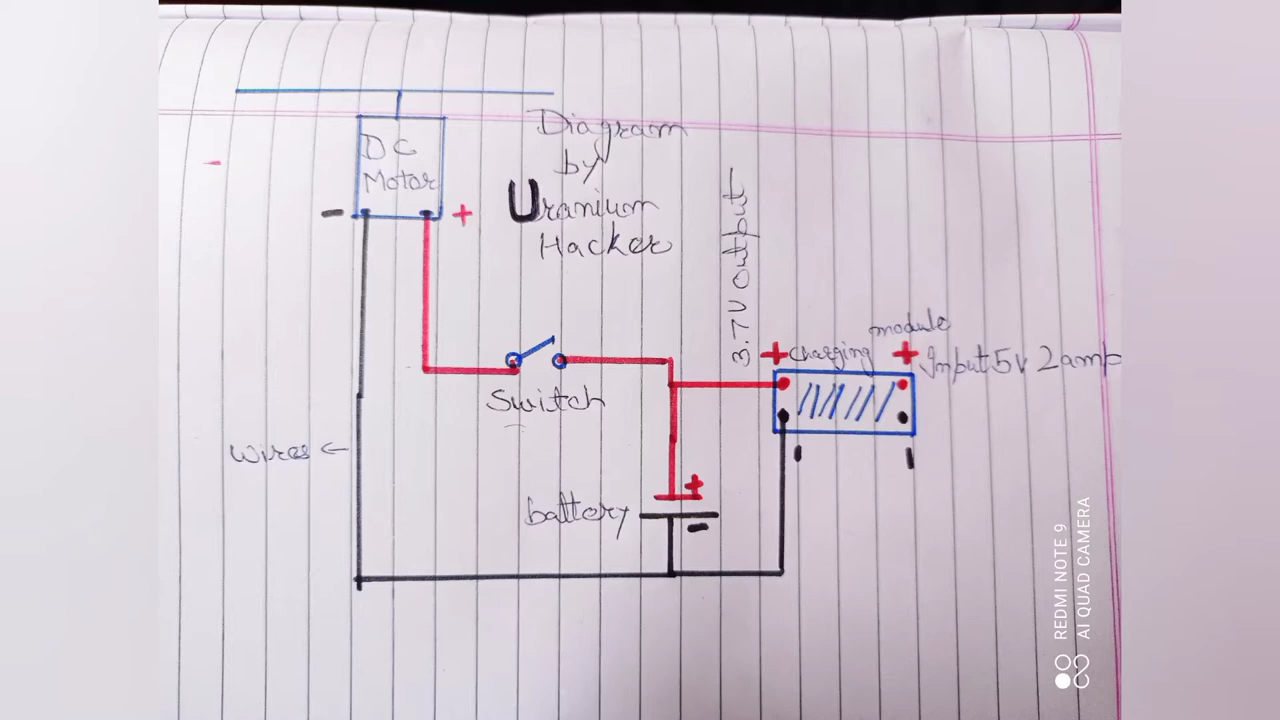 DC
Motor
-
- +
Diagram
by
Uranium
Hacker
3.7V Output
Switch
module
+ Charging + Input 5v 2amp
wires ←
- -
+
battery
-
REDMI NOTE 9
AI QUAD CAMERA